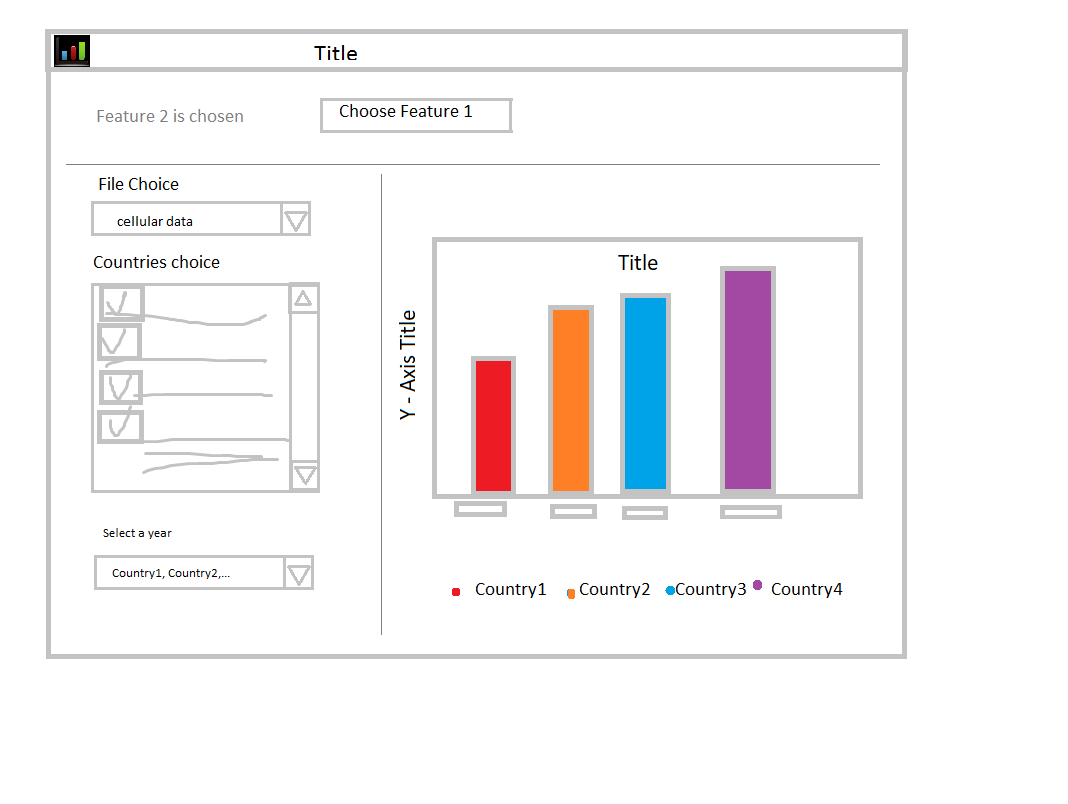 Title
Feature 2 is chosen
Choose Feature 1
File Choice
cellular data
Countries choice
Select a year
Country1, Country2,...
Title
Y - Axis Title
Country1
Country2
Country3
Country4